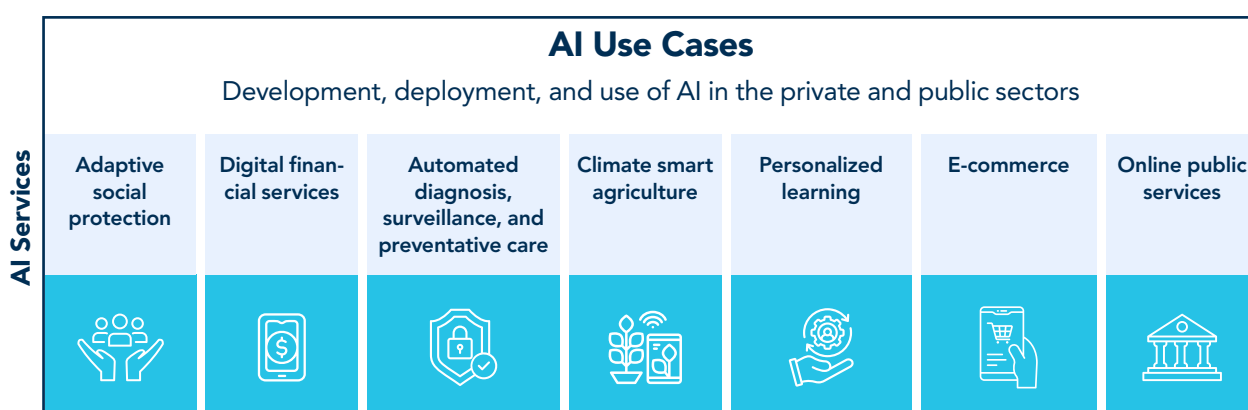 AI Use Cases
Development, deployment, and use of AI in the private and public sectors
AI Services
Adaptive
social
protection
Digital finan-
cial services
Automated
diagnosis,
surveillance, and
preventative care
Climate smart
agriculture
Personalized
learning
E-commerce
Online public
services
$